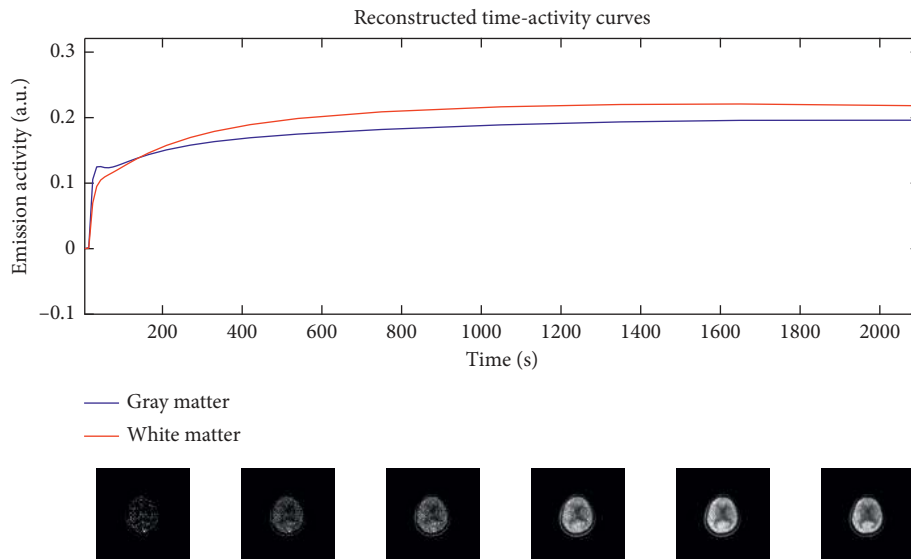 Reconstructed time-activity curves
0.3
0.2
0.1
0
–0.1
Emission activity (a.u.)
200 400 600 800 1000 1200 1400 1600 1800 2000
Time (s)
Gray matter
White matter